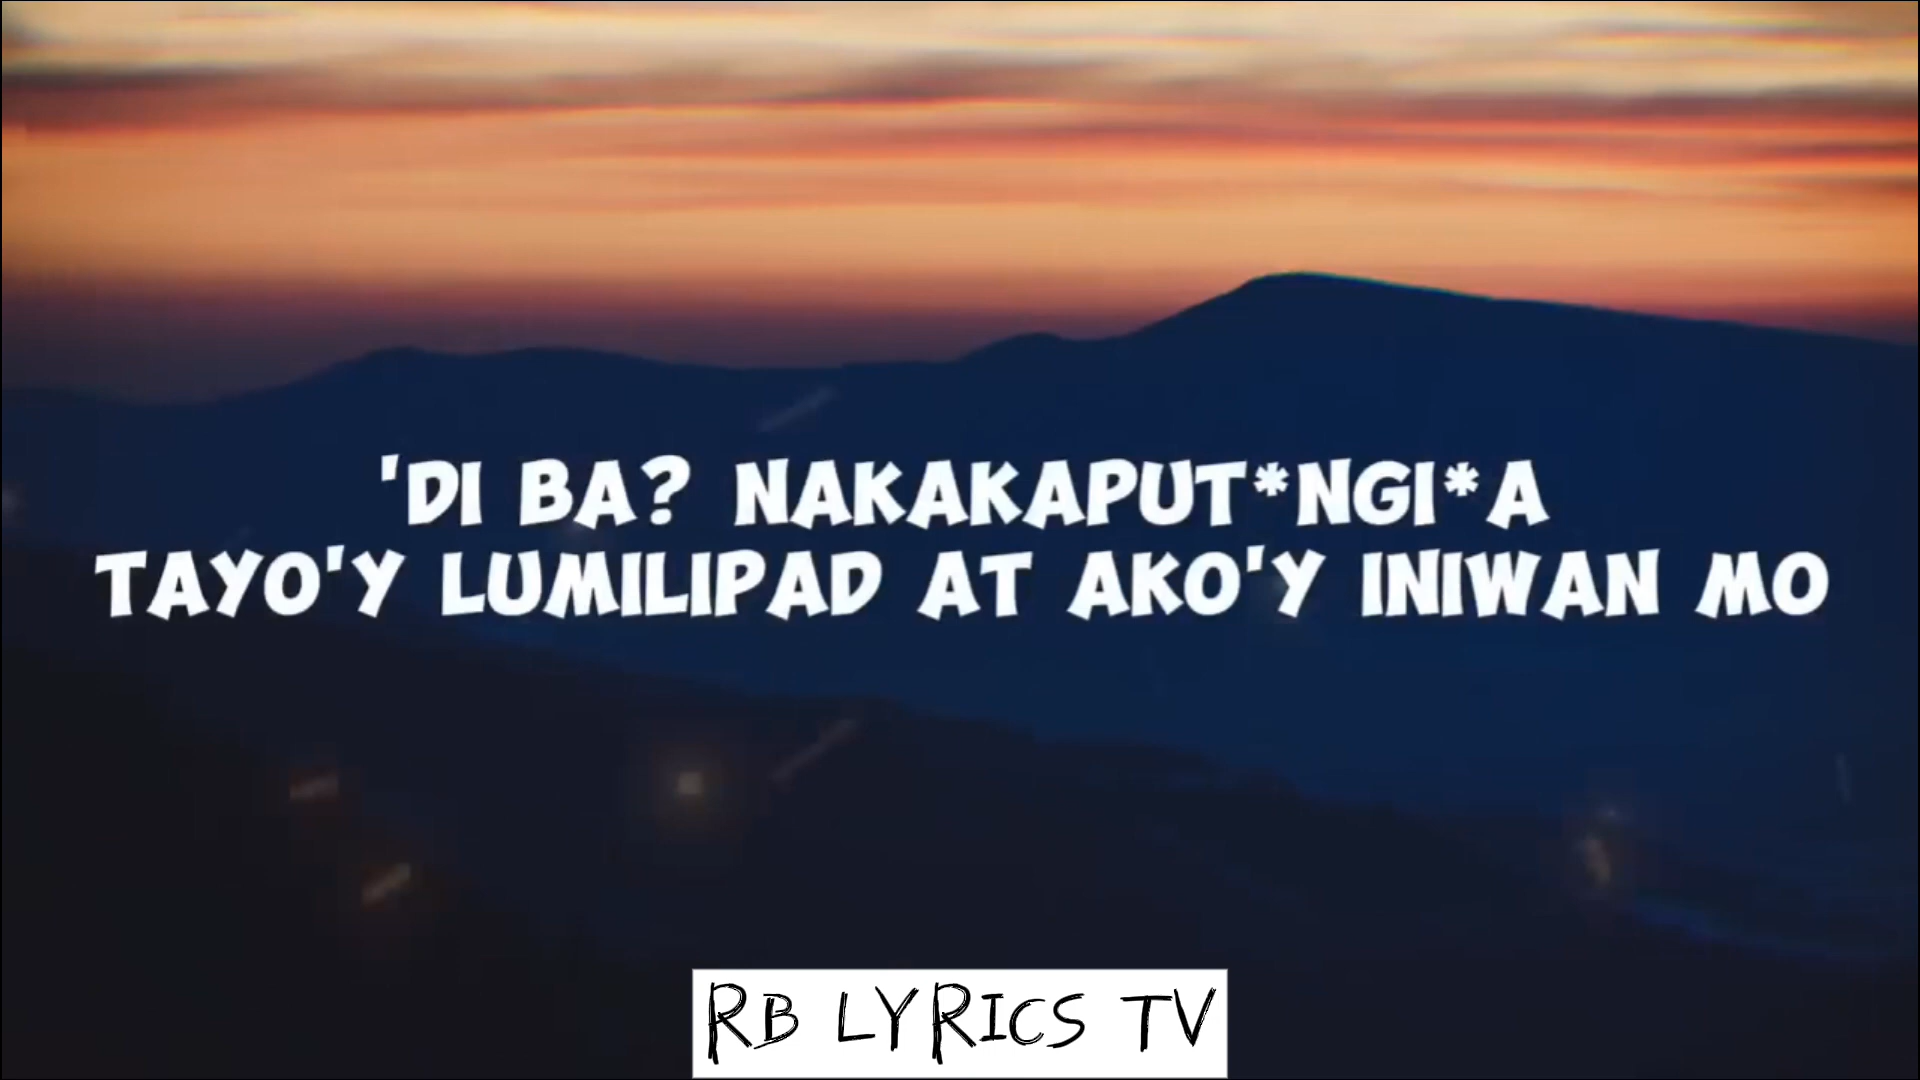 'DI BA? NAKAKAPUT*NGI*A
TAYO'Y LUMILIPAD AT AKO'Y INIWAN MO
RB LYRICS TV